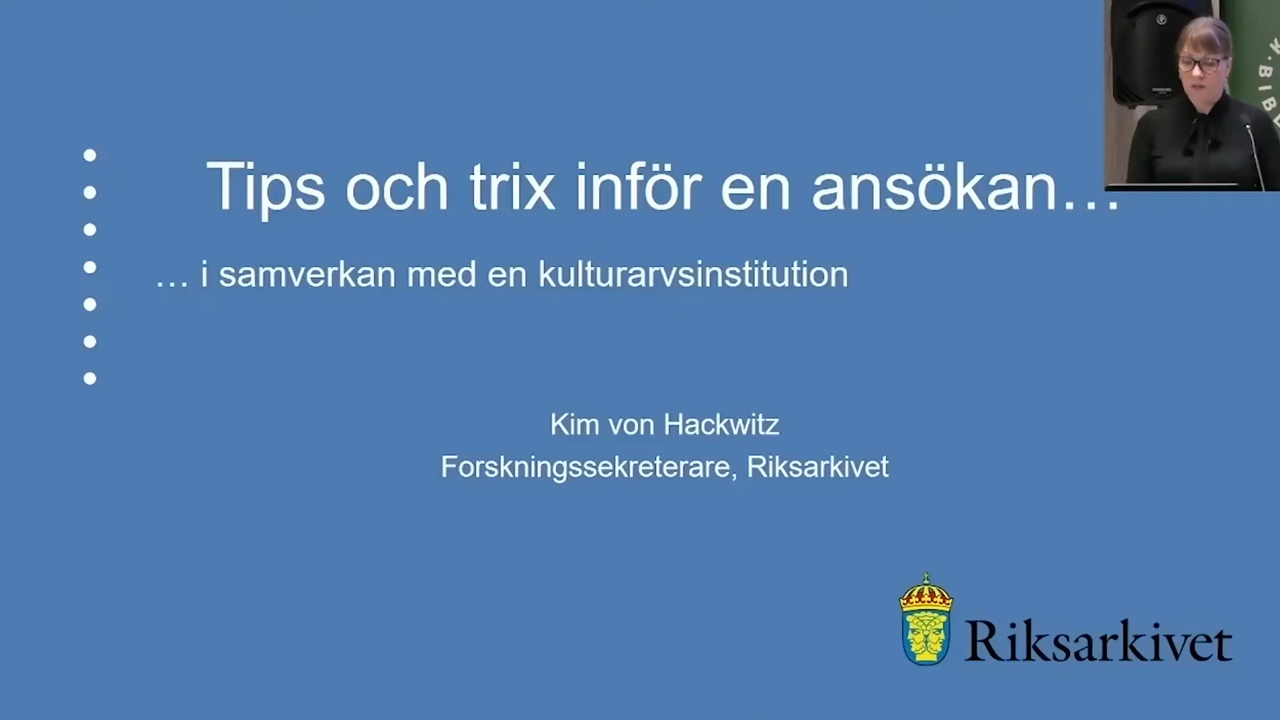 Tips och trix inför en ansökan…
… i samverkan med en kulturarvsinstitution
Kim von Hackwitz
Forskningssekreterare, Riksarkivet
Riksarkivet